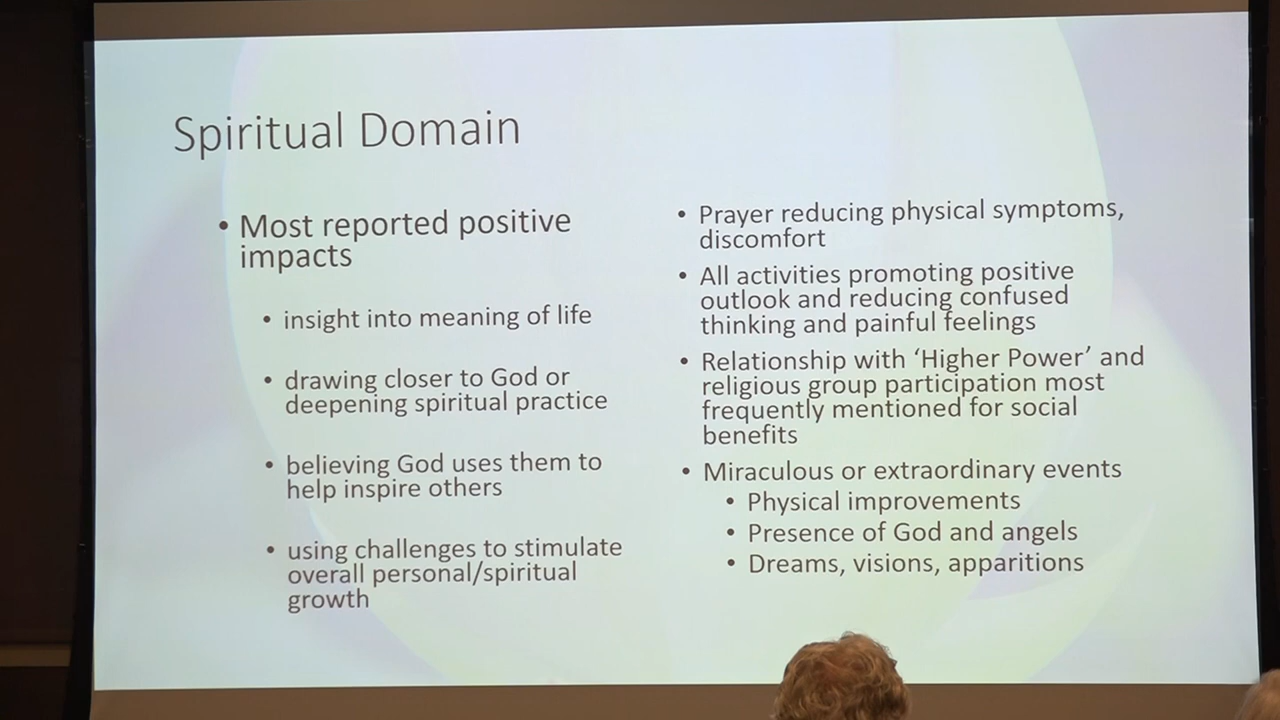 Spiritual Domain
• Most reported positive
impacts
• insight into meaning of life
• drawing closer to God or
deepening spiritual practice
• believing God uses them to
help inspire others
• using challenges to stimulate
overall personal/spiritual
growth
• Prayer reducing physical symptoms,
discomfort
• All activities promoting positive
outlook and reducing confused
thinking and painful feelings
• Relationship with ‘Higher Power’ and
religious group participation most
frequently mentioned for social
benefits
• Miraculous or extraordinary events
• Physical improvements
• Presence of God and angels
• Dreams, visions, apparitions